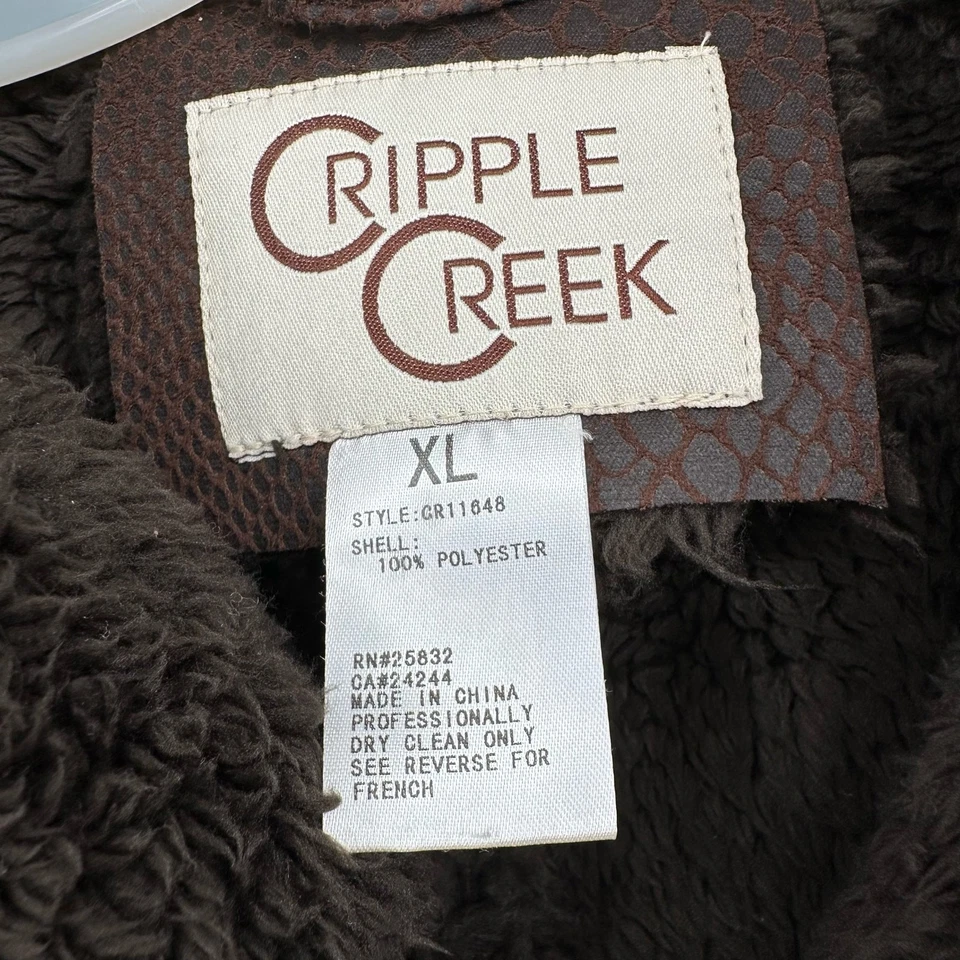 CRIPPLE
CREEK
XL
STYLE:CR11648
SHELL:
100% POLYESTER
RN#25832
CA#24244
MADE IN CHINA
PROFESSIONALLY
DRY CLEAN ONLY
SEE REVERSE FOR
FRENCH